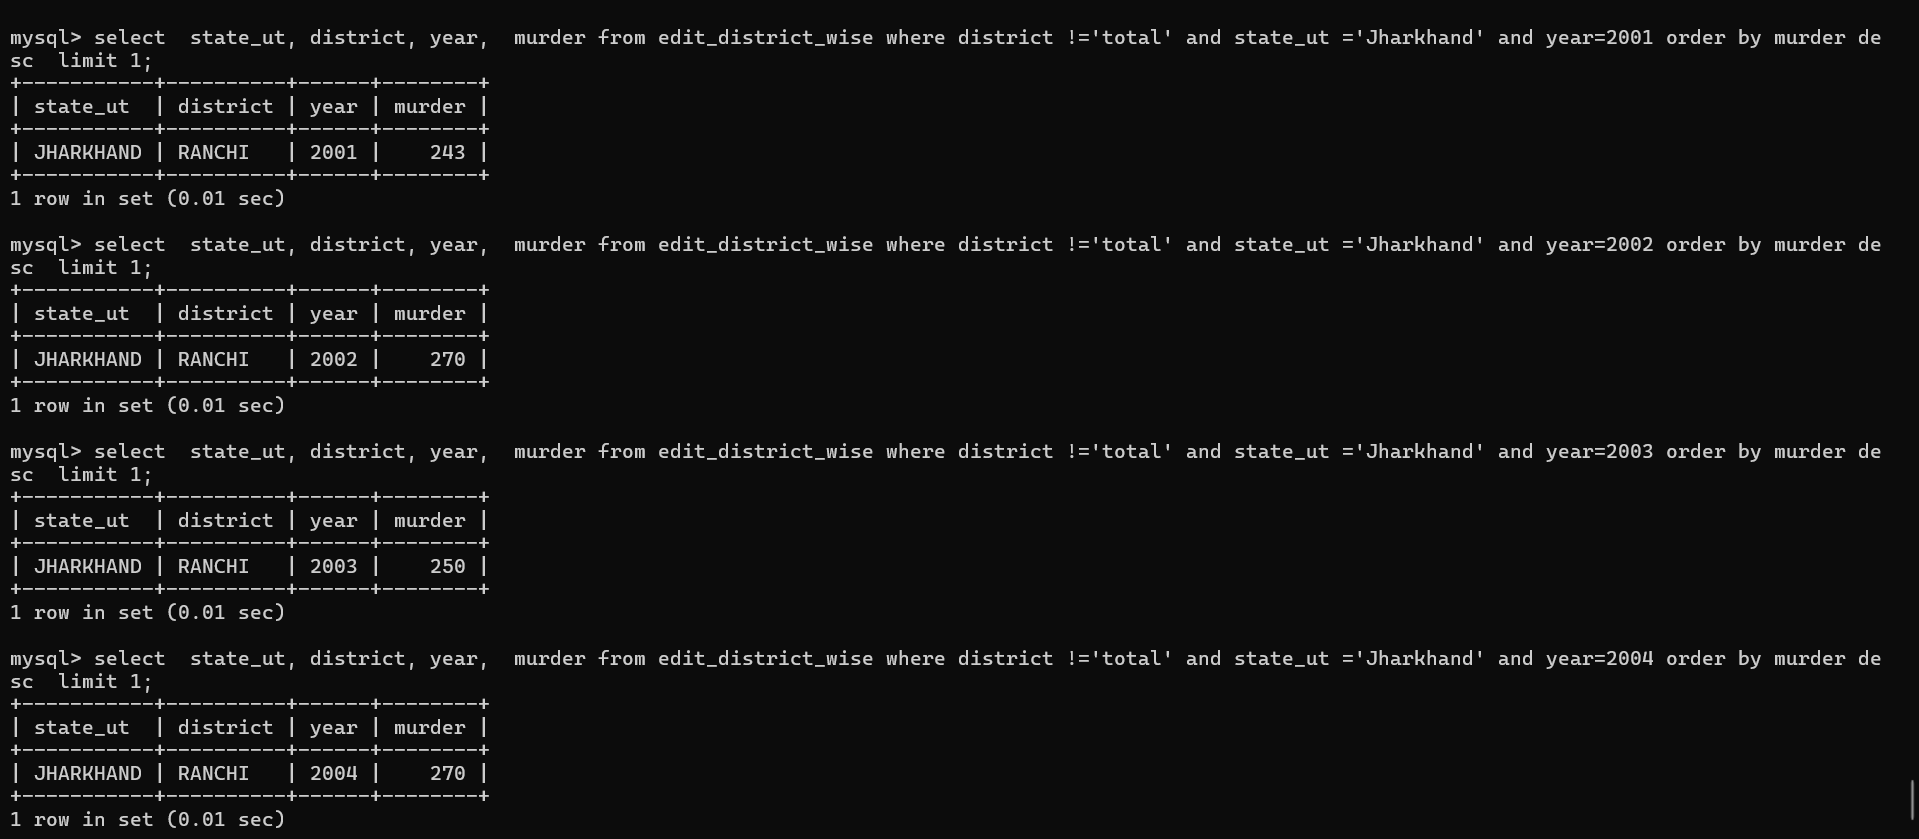 mysql> select  state_ut, district, year,  murder from edit_district_wise where district !='total' and state_ut ='Jharkhand' and year=2001 order by murder de
sc  limit 1;
+-----------+----------+------+--------+
| state_ut  | district | year | murder |
+-----------+----------+------+--------+
| JHARKHAND | RANCHI   | 2001 |    243 |
+-----------+----------+------+--------+
1 row in set (0.01 sec)

mysql> select  state_ut, district, year,  murder from edit_district_wise where district !='total' and state_ut ='Jharkhand' and year=2002 order by murder de
sc  limit 1;
+-----------+----------+------+--------+
| state_ut  | district | year | murder |
+-----------+----------+------+--------+
| JHARKHAND | RANCHI   | 2002 |    270 |
+-----------+----------+------+--------+
1 row in set (0.01 sec)

mysql> select  state_ut, district, year,  murder from edit_district_wise where district !='total' and state_ut ='Jharkhand' and year=2003 order by murder de
sc  limit 1;
+-----------+----------+------+--------+
| state_ut  | district | year | murder |
+-----------+----------+------+--------+
| JHARKHAND | RANCHI   | 2003 |    250 |
+-----------+----------+------+--------+
1 row in set (0.01 sec)

mysql> select  state_ut, district, year,  murder from edit_district_wise where district !='total' and state_ut ='Jharkhand' and year=2004 order by murder de
sc  limit 1;
+-----------+----------+------+--------+
| state_ut  | district | year | murder |
+-----------+----------+------+--------+
| JHARKHAND | RANCHI   | 2004 |    270 |
+-----------+----------+------+--------+
1 row in set (0.01 sec)